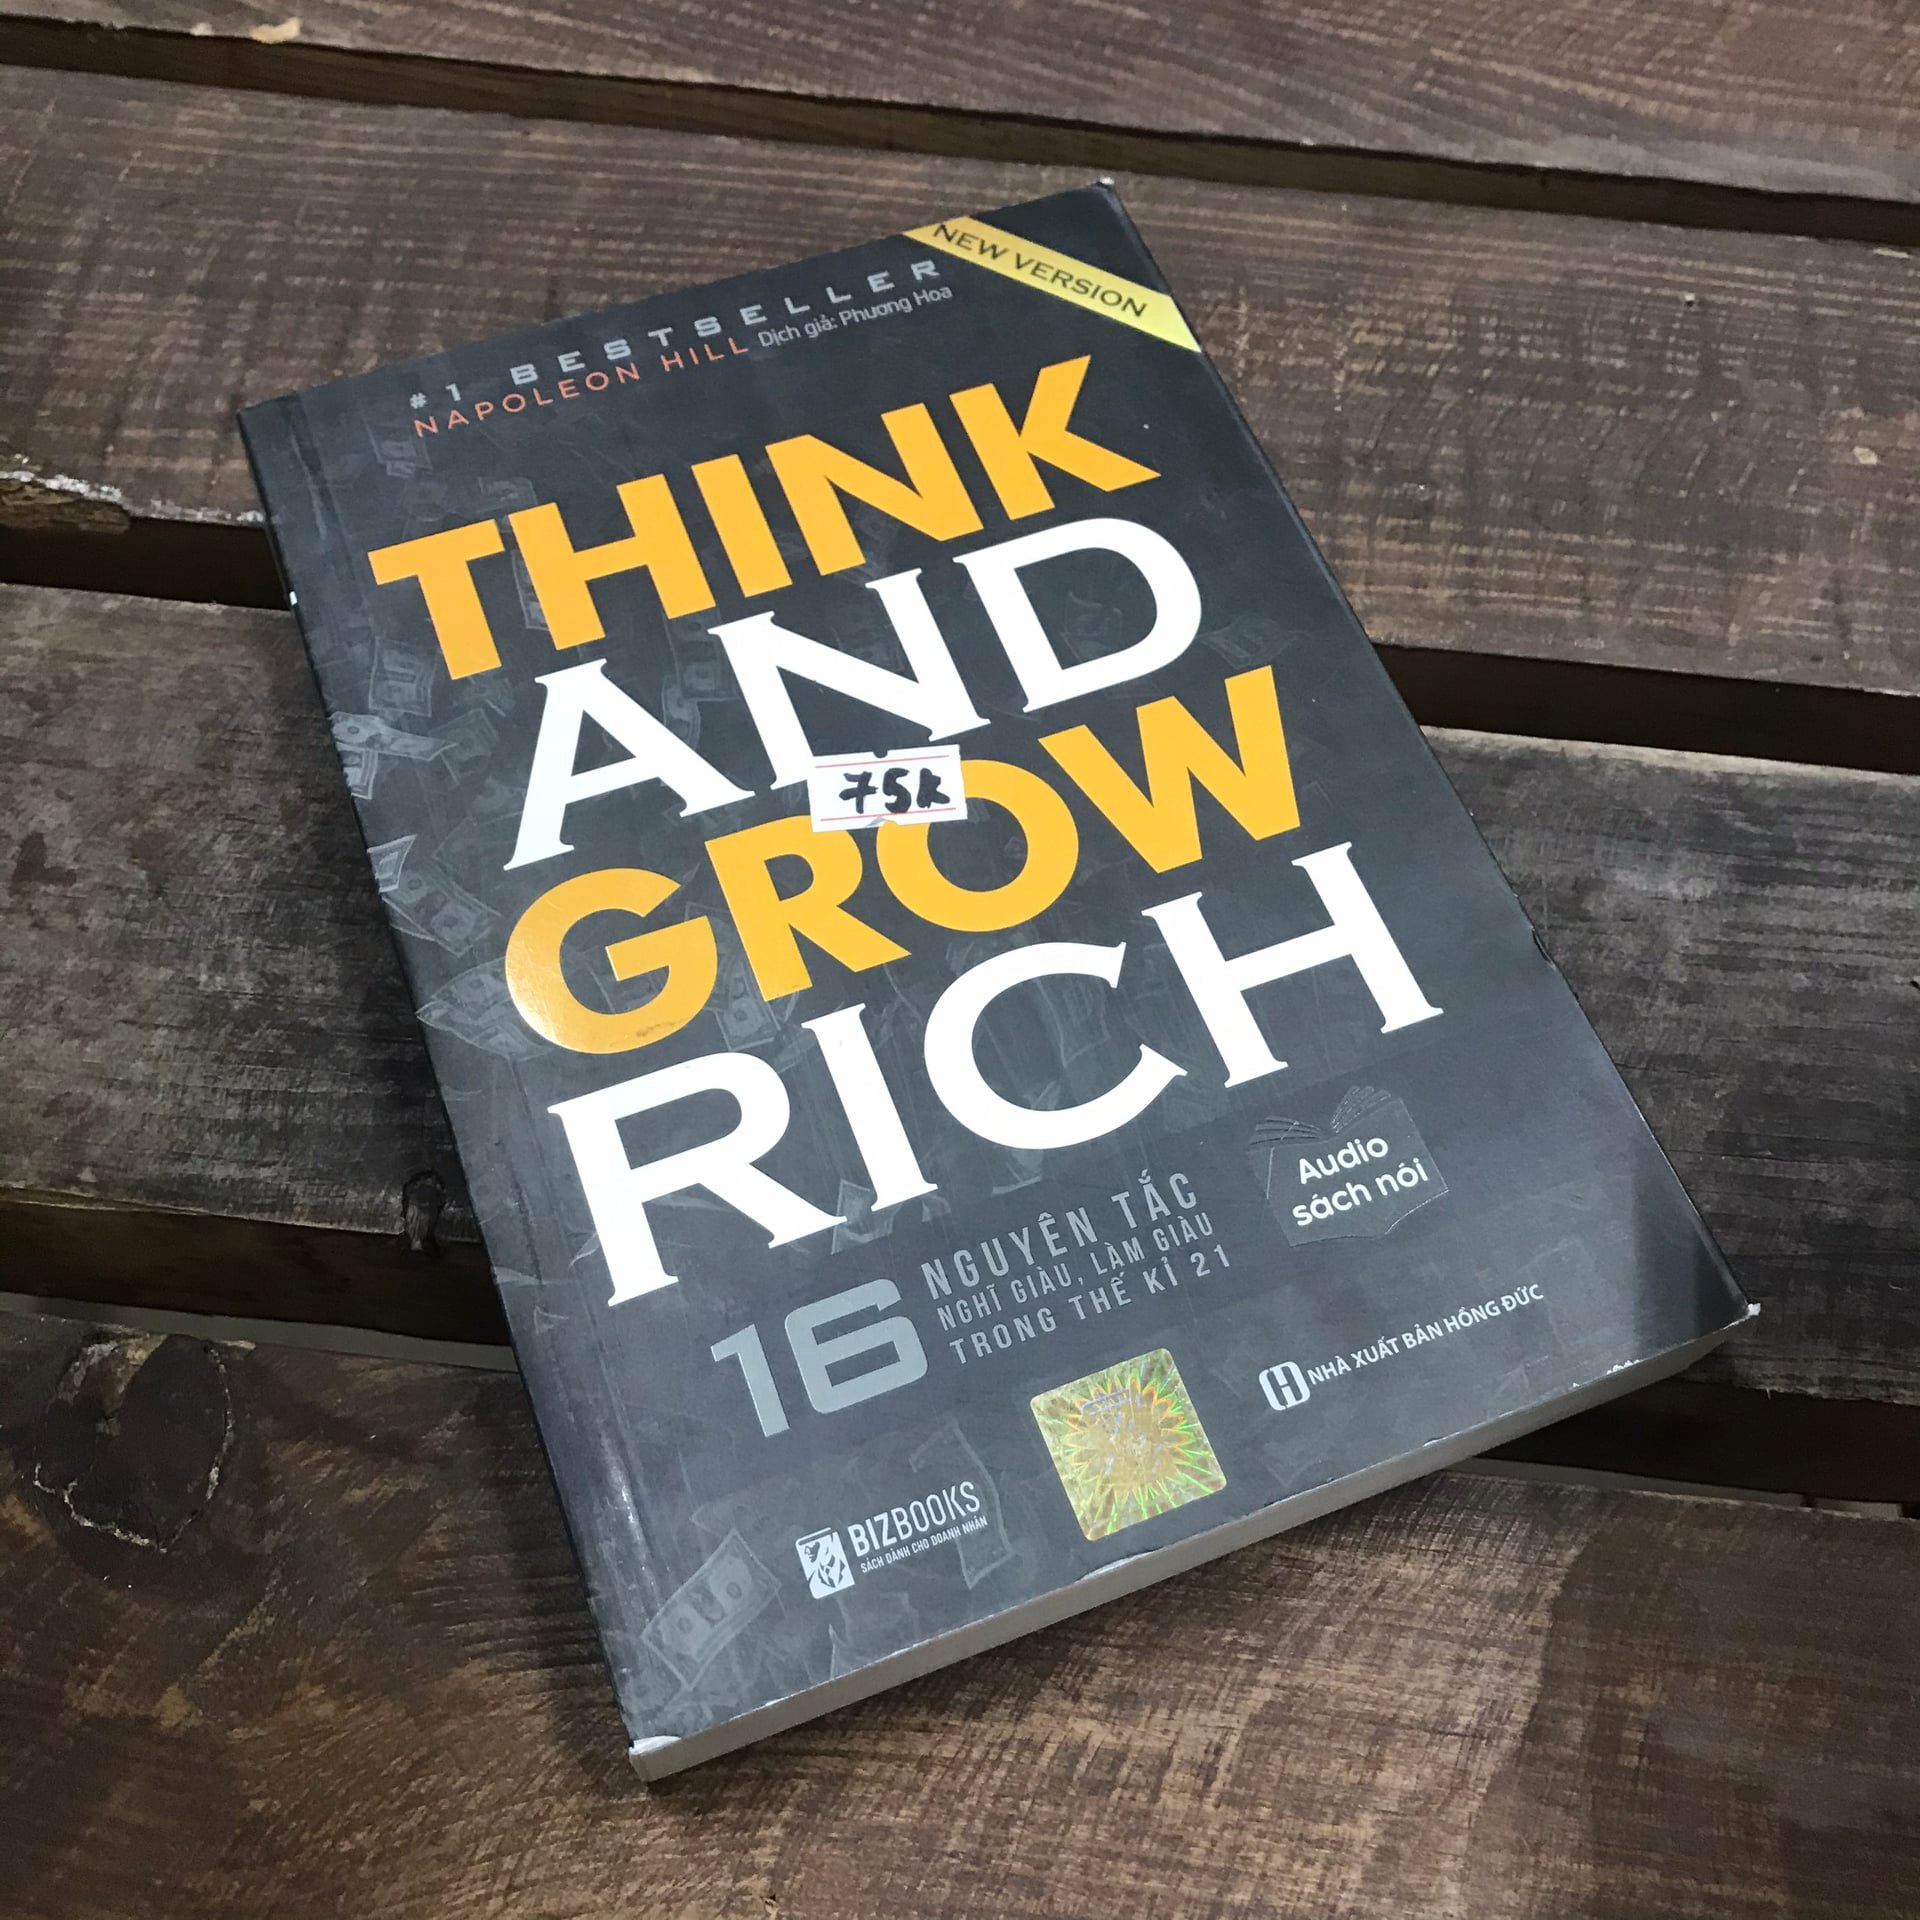 NEW VERSION
# 1 BESTSELLER
NAPOLEON HILL Dịch giả: Phương Hoa
THINK
AND
75k
GROW
RICH
Audio
sách nói
16 NGUYÊN TẮC
NGHĨ GIÀU, LÀM GIÀU
TRONG THẾ KỈ 21
NHÀ XUẤT BẢN HỒNG ĐỨC
BIZBOOKS
SÁCH DÀNH CHO DOANH NHÂN